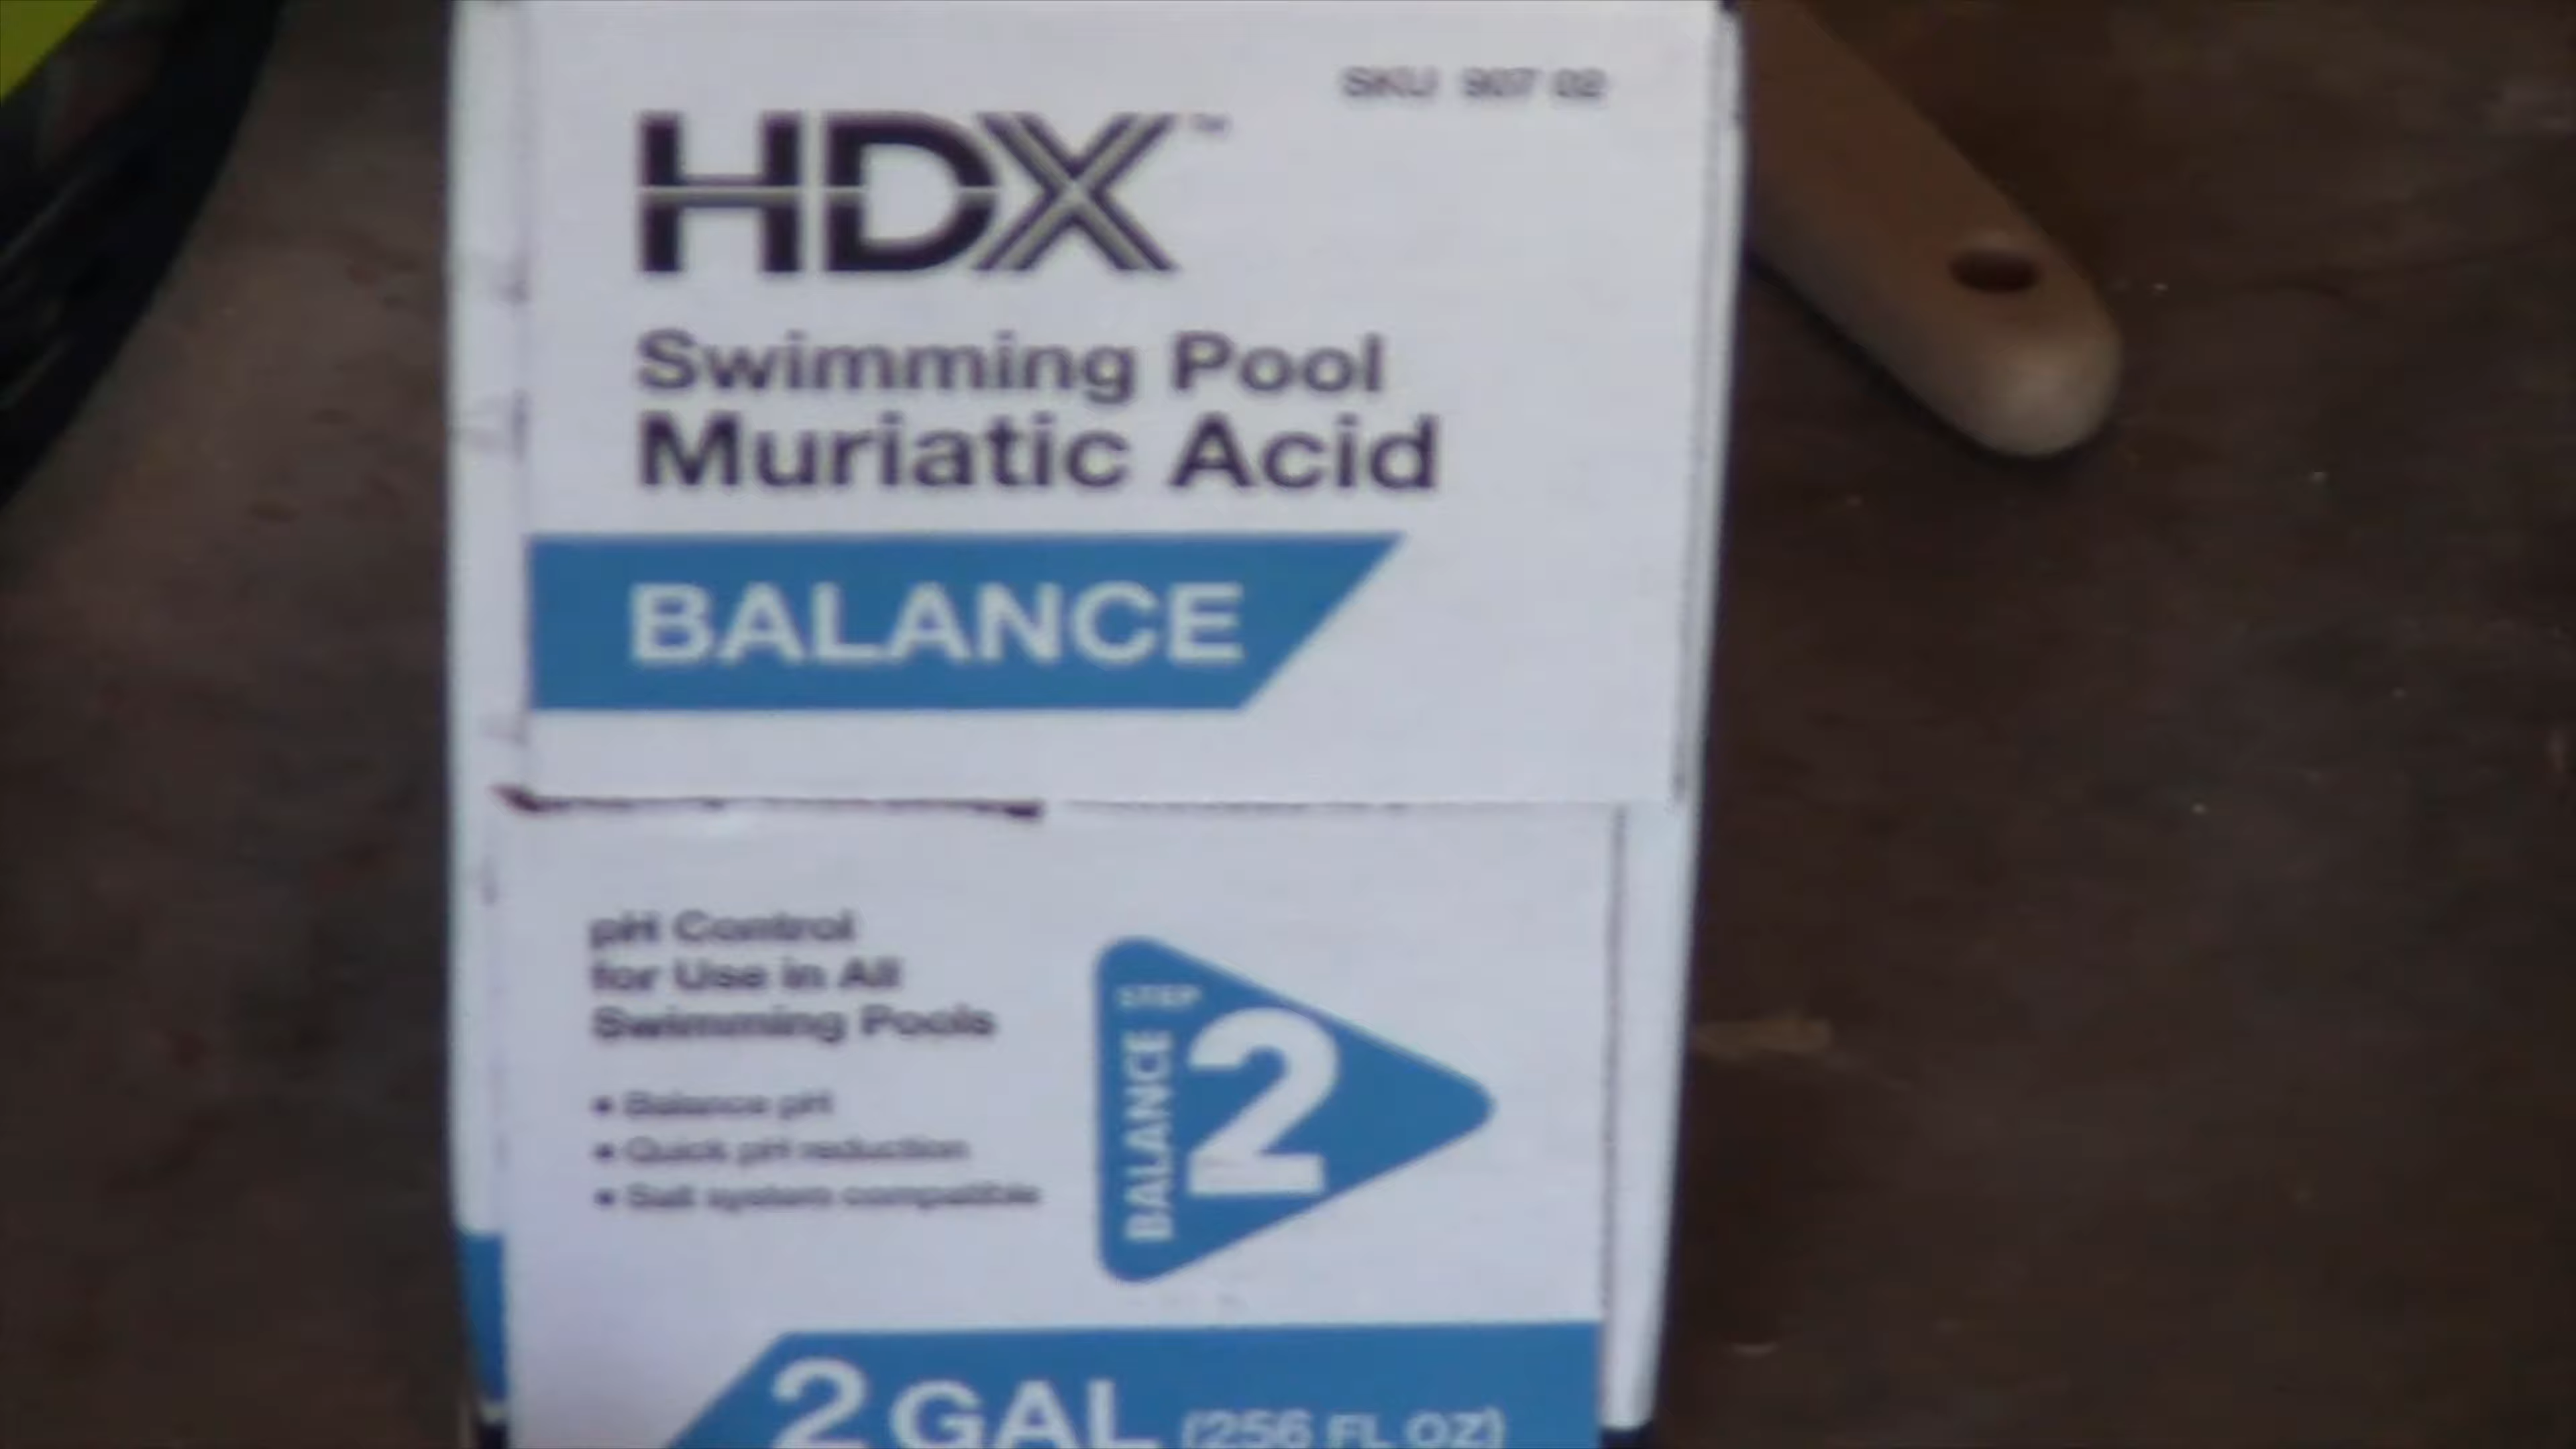 SKU 907 02
HDX™
Swimming Pool
Muriatic Acid
BALANCE
pH Control
for Use in All
Swimming Pools
• Balance pH
• Quick pH reduction
• Salt system compatible
STEP
BALANCE
2
2 GAL (256 FL OZ)